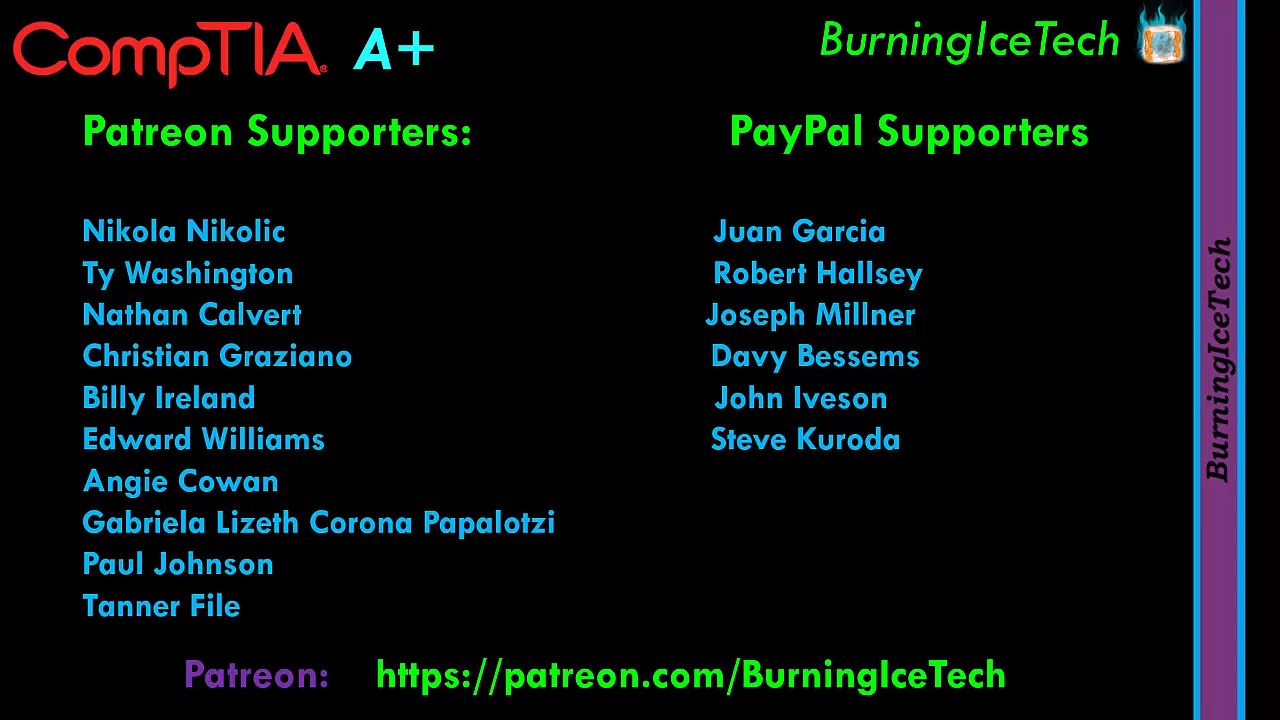 CompTIA® A+
BurningIceTech
Patreon Supporters:
Nikola Nikolic
Ty Washington
Nathan Calvert
Christian Graziano
Billy Ireland
Edward Williams
Angie Cowan
Gabriela Lizeth Corona Papalotzi
Paul Johnson
Tanner File
PayPal Supporters
Juan Garcia
Robert Hallsey
Joseph Millner
Davy Bessems
John Iveson
Steve Kuroda
Patreon: https://patreon.com/BurningIceTech
BurningIceTech